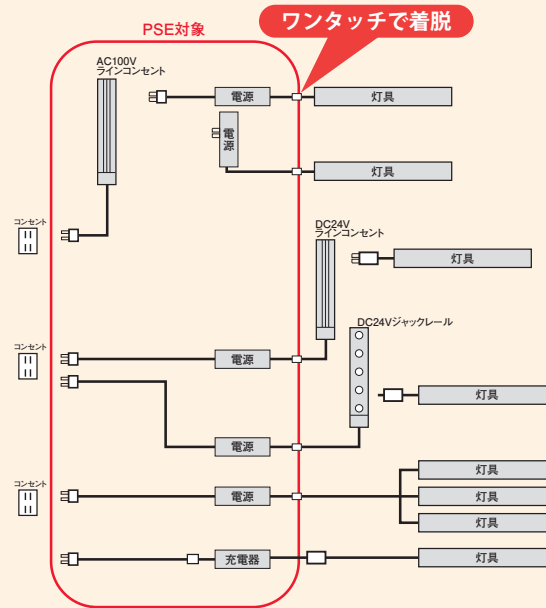 PSE対象
ワンタッチで着脱
AC100V
ラインコンセント
電源
灯具
電源
灯具
コンセント
DC24V
ラインコンセント
灯具
DC24Vジャックレール
コンセント
電源
灯具
電源
灯具
コンセント
電源
灯具
灯具
充電器
灯具